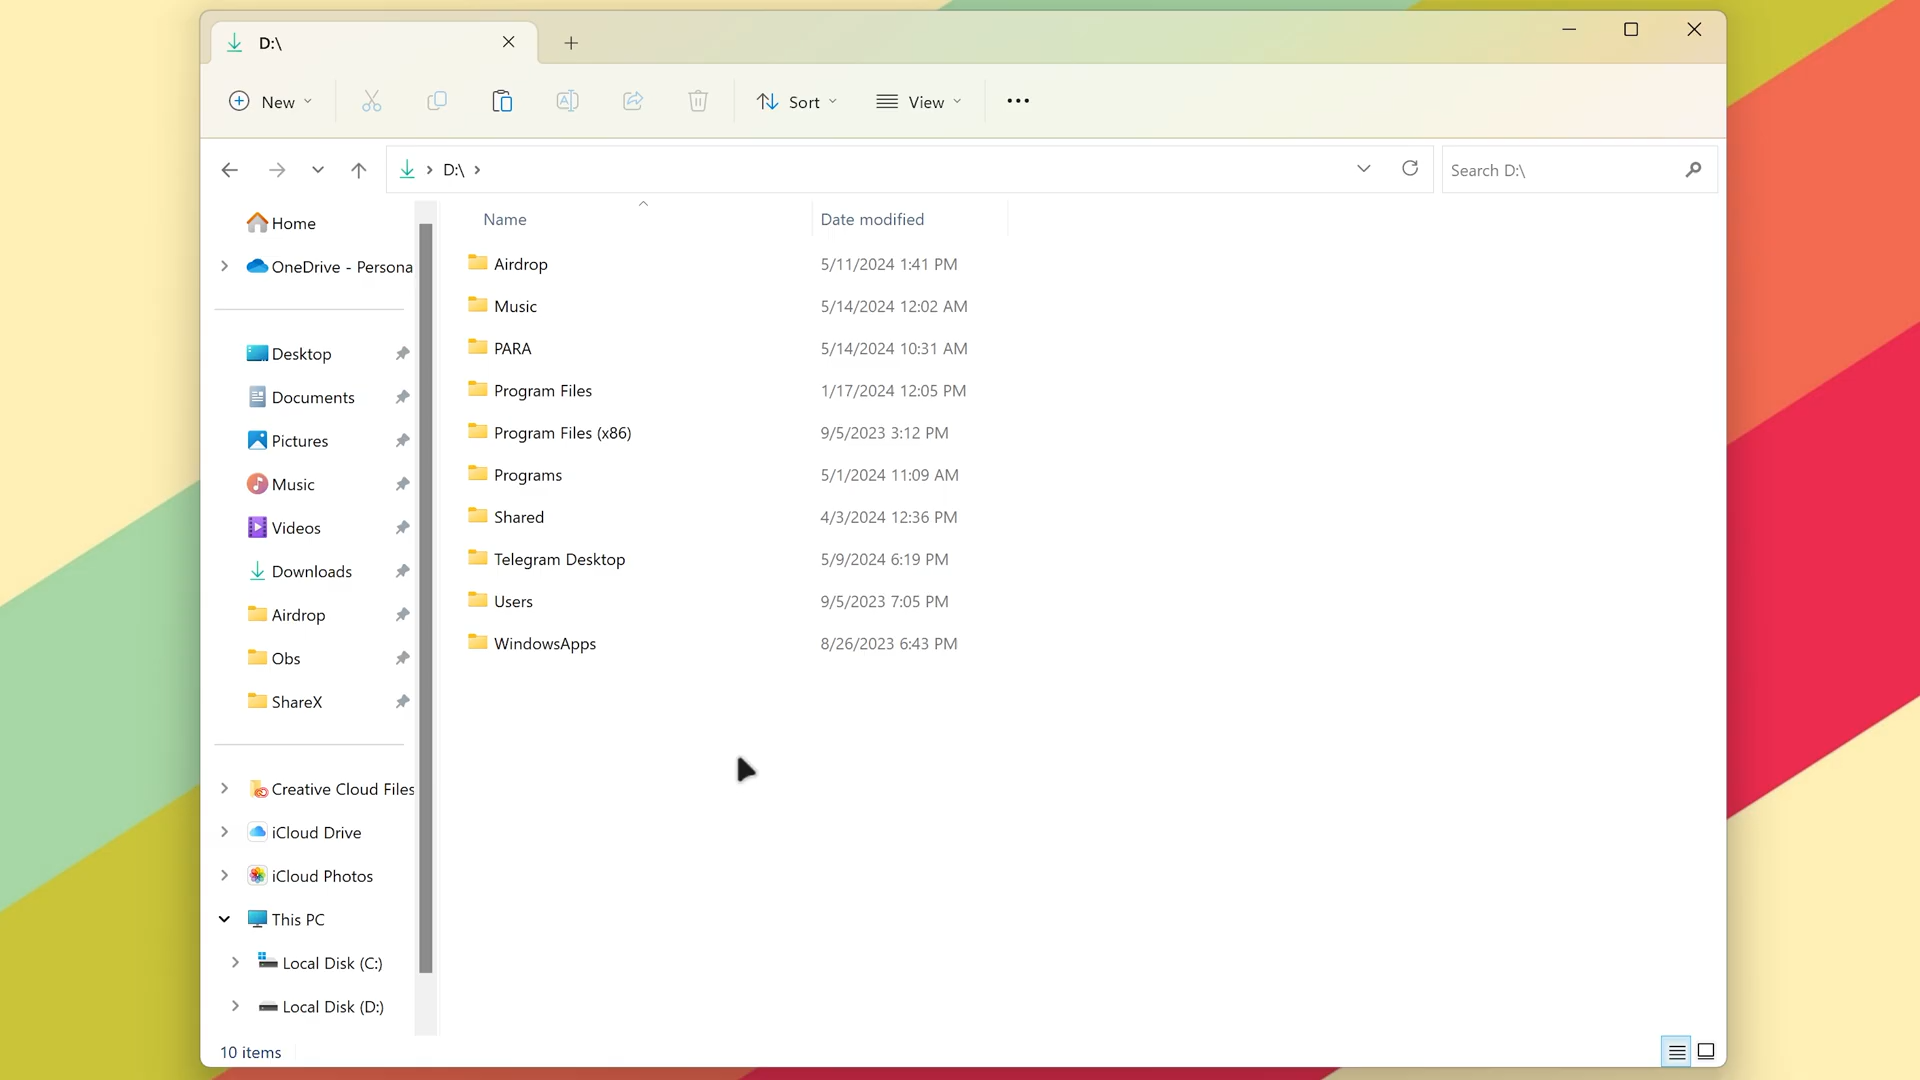 D:\
New
Sort
View
D:\
Search D:\
Home
OneDrive - Persona
Desktop
Documents
Pictures
Music
Videos
Downloads
Airdrop
Obs
ShareX
Creative Cloud Files
iCloud Drive
iCloud Photos
This PC
Local Disk (C:)
Local Disk (D:)
Name Date modified
Airdrop 5/11/2024 1:41 PM
Music 5/14/2024 12:02 AM
PARA 5/14/2024 10:31 AM
Program Files 1/17/2024 12:05 PM
Program Files (x86) 9/5/2023 3:12 PM
Programs 5/1/2024 11:09 AM
Shared 4/3/2024 12:36 PM
Telegram Desktop 5/9/2024 6:19 PM
Users 9/5/2023 7:05 PM
WindowsApps 8/26/2023 6:43 PM
10 items